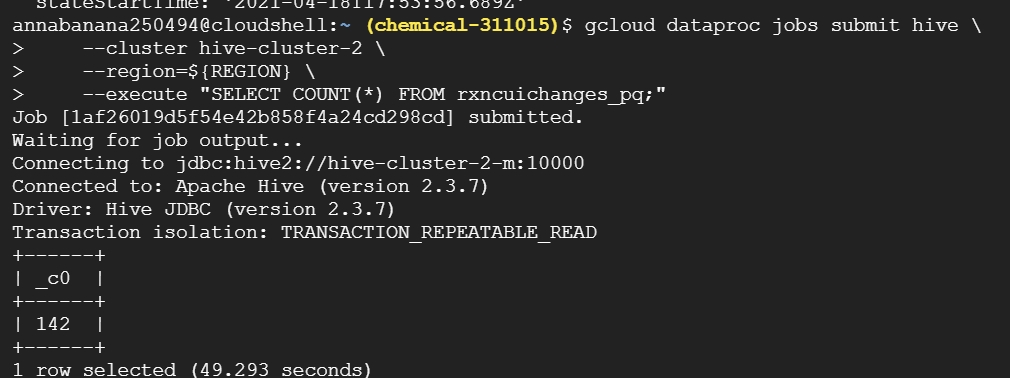 stateStartTime: '2021-04-18T17:53:56.689Z'
annabanana250494@cloudshell:~ (chemical-311015)$ gcloud dataproc jobs submit hive \
>     --cluster hive-cluster-2 \
>     --region=${REGION} \
>     --execute "SELECT COUNT(*) FROM rxncuichanges_pq;"
Job [1af26019d5f54e42b858f4a24cd298cd] submitted.
Waiting for job output...
Connecting to jdbc:hive2://hive-cluster-2-m:10000
Connected to: Apache Hive (version 2.3.7)
Driver: Hive JDBC (version 2.3.7)
Transaction isolation: TRANSACTION_REPEATABLE_READ
+------+
| _c0  |
+------+
| 142  |
+------+
1 row selected (49.293 seconds)